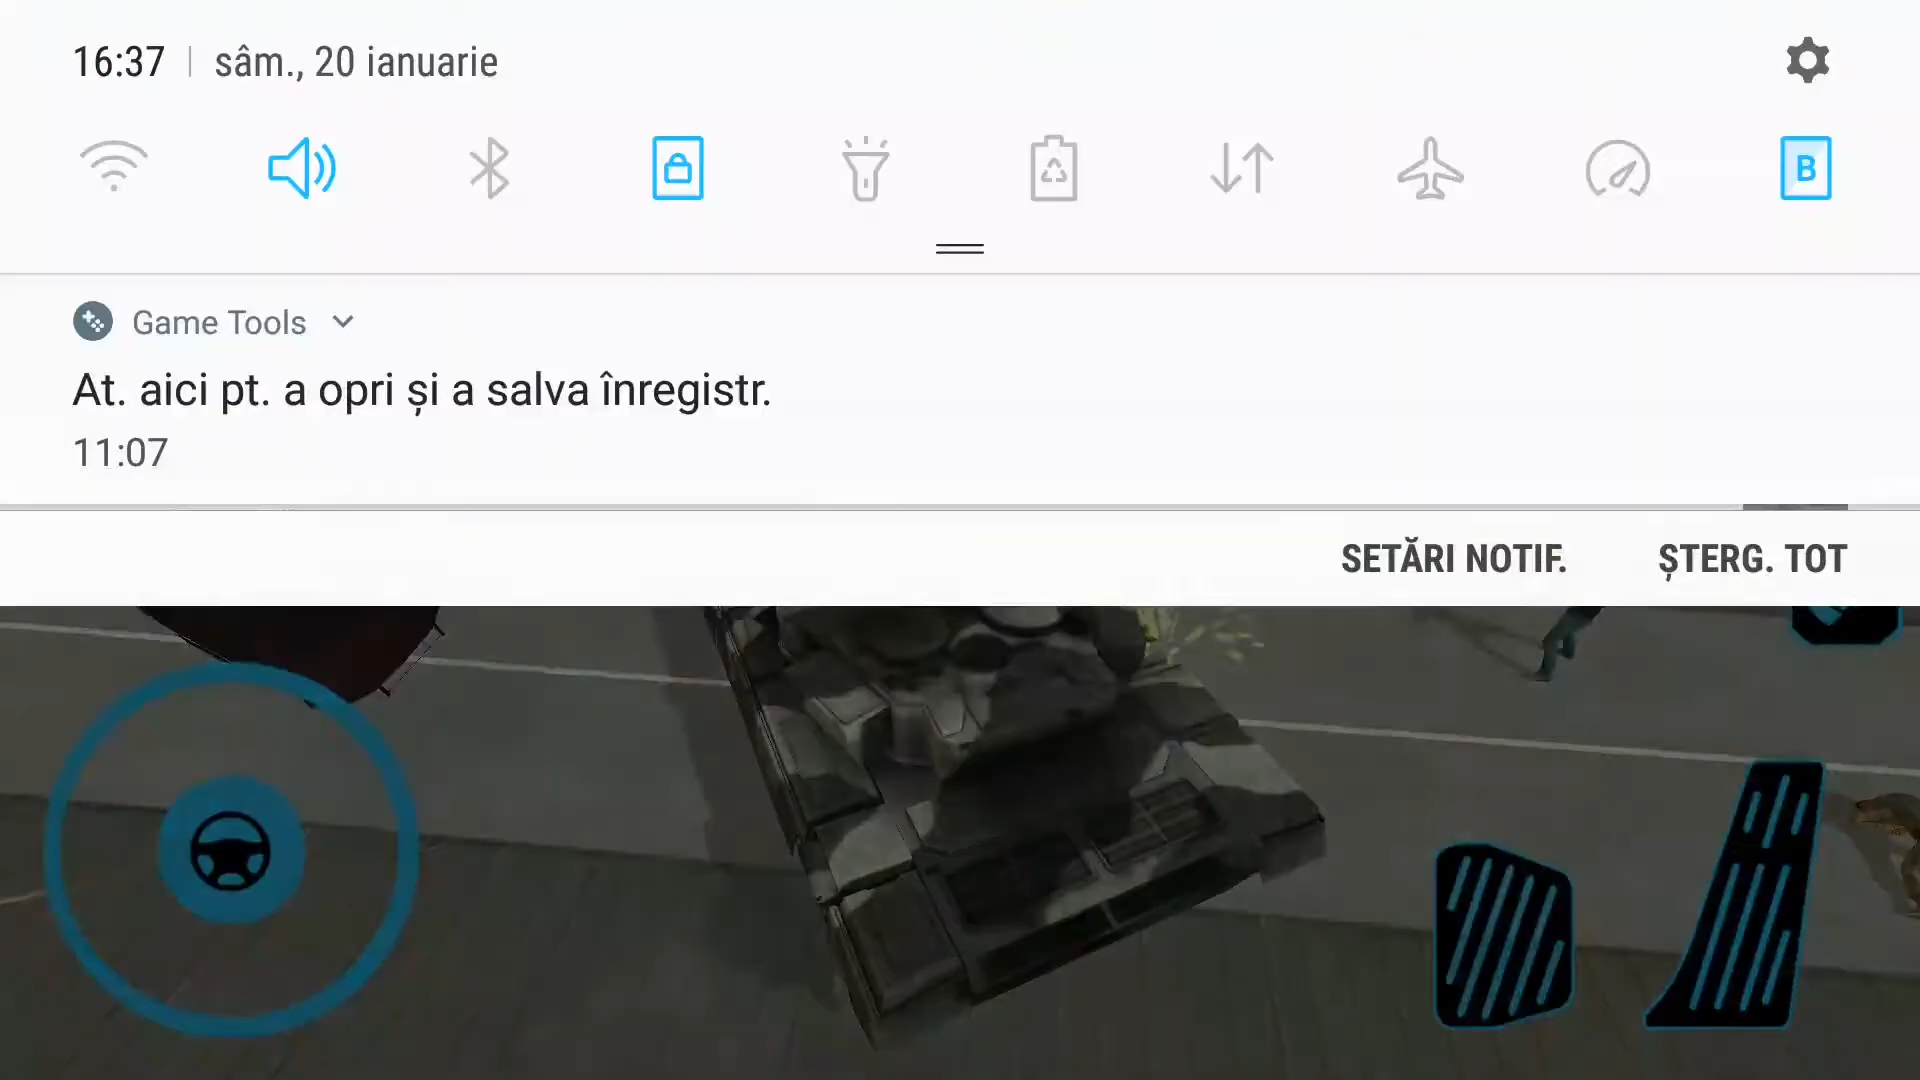 16:37 | sâm., 20 ianuarie
B
Game Tools
At. aici pt. a opri și a salva înregistr.
11:07
SETĂRI NOTIF. ȘTERG. TOT